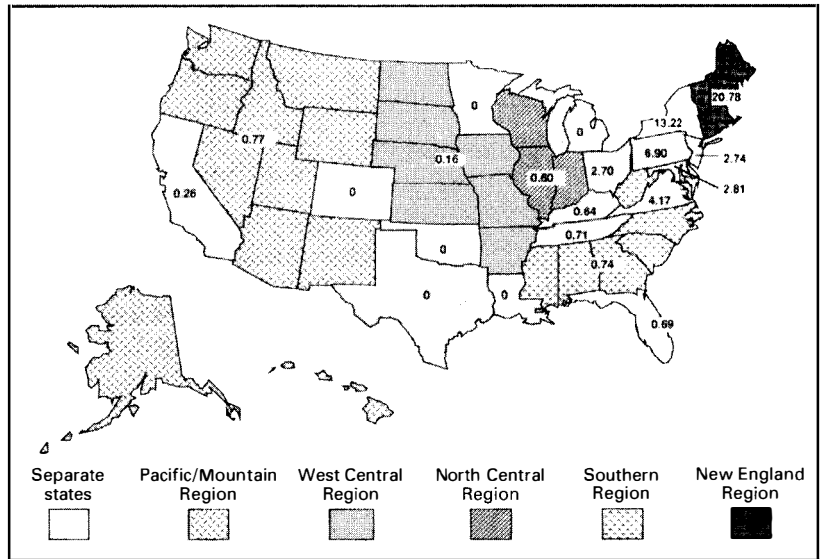 0
20.78
13.22
0
0.77
6.90
2.74
0.16
2.70
0.60
2.81
0.26
0
4.17
0.64
0.71
0
0.74
0
0
0.69
Separate
states
Pacific/Mountain
Region
West Central
Region
North Central
Region
Southern
Region
New England
Region